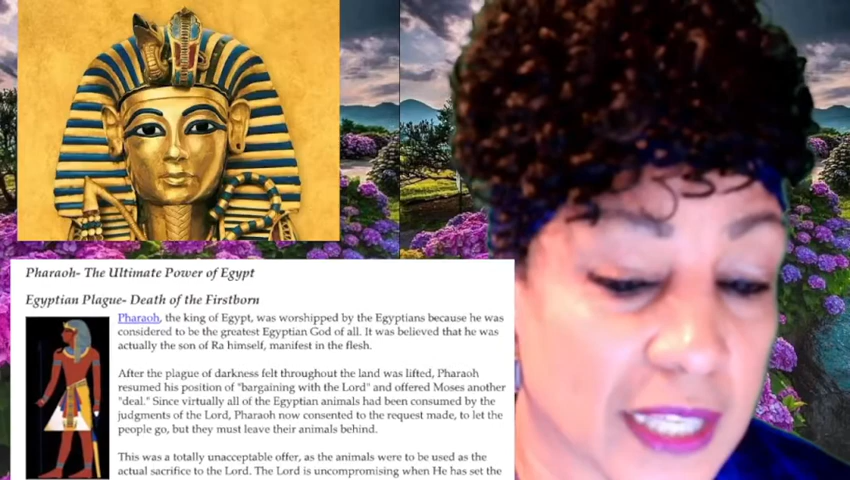 Pharaoh- The Ultimate Power of Egypt
Egyptian Plague- Death of the Firstborn
Pharaoh, the king of Egypt, was worshipped by the Egyptians because he was
considered to be the greatest Egyptian God of all. It was believed that he was
actually the son of Ra himself, manifest in the flesh.
After the plague of darkness felt throughout the land was lifted, Pharaoh
resumed his position of "bargaining with the Lord" and offered Moses another
"deal." Since virtually all of the Egyptian animals had been consumed by the
judgments of the Lord, Pharaoh now consented to the request made, to let the
people go, but they must leave their animals behind.
This was a totally unacceptable offer, as the animals were to be used as the
actual sacrifice to the Lord. The Lord is uncompromising when He has set the